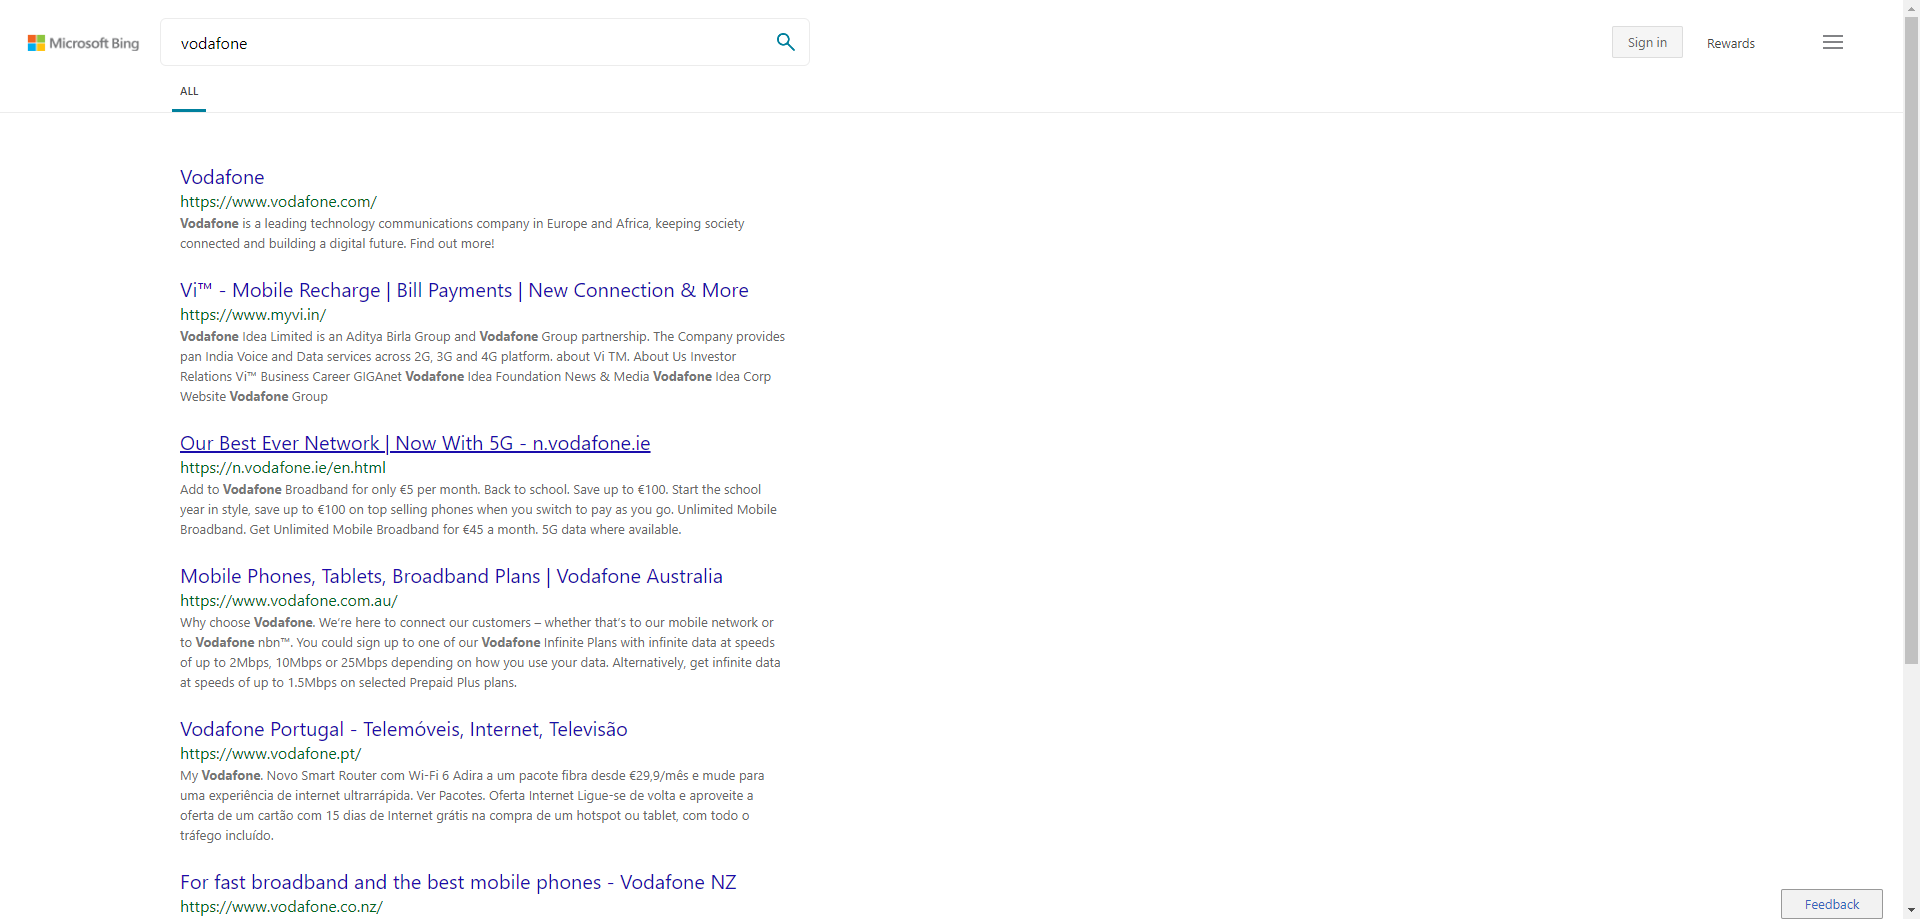 Microsoft Bing
vodafone
Sign in
Rewards
ALL
Vodafone
https://www.vodafone.com/
Vodafone is a leading technology communications company in Europe and Africa, keeping society
connected and building a digital future. Find out more!
Vi™ - Mobile Recharge | Bill Payments | New Connection & More
https://www.myvi.in/
Vodafone Idea Limited is an Aditya Birla Group and Vodafone Group partnership. The Company provides
pan India Voice and Data services across 2G, 3G and 4G platform. about Vi TM. About Us Investor
Relations Vi™ Business Career GIGAnet Vodafone Idea Foundation News & Media Vodafone Idea Corp
Website Vodafone Group
Our Best Ever Network | Now With 5G - n.vodafone.ie
https://n.vodafone.ie/en.html
Add to Vodafone Broadband for only €5 per month. Back to school. Save up to €100. Start the school
year in style, save up to €100 on top selling phones when you switch to pay as you go. Unlimited Mobile
Broadband. Get Unlimited Mobile Broadband for €45 a month. 5G data where available.
Mobile Phones, Tablets, Broadband Plans | Vodafone Australia
https://www.vodafone.com.au/
Why choose Vodafone. We’re here to connect our customers – whether that’s to our mobile network or
to Vodafone nbn™. You could sign up to one of our Vodafone Infinite Plans with infinite data at speeds
of up to 2Mbps, 10Mbps or 25Mbps depending on how you use your data. Alternatively, get infinite data
at speeds of up to 1.5Mbps on selected Prepaid Plus plans.
Vodafone Portugal - Telemóveis, Internet, Televisão
https://www.vodafone.pt/
My Vodafone. Novo Smart Router com Wi-Fi 6 Adira a um pacote fibra desde €29,9/mês e mude para
uma experiência de internet ultrarrápida. Ver Pacotes. Oferta Internet Ligue-se de volta e aproveite a
oferta de um cartão com 15 dias de Internet grátis na compra de um hotspot ou tablet, com todo o
tráfego incluído.
For fast broadband and the best mobile phones - Vodafone NZ
https://www.vodafone.co.nz/
Feedback